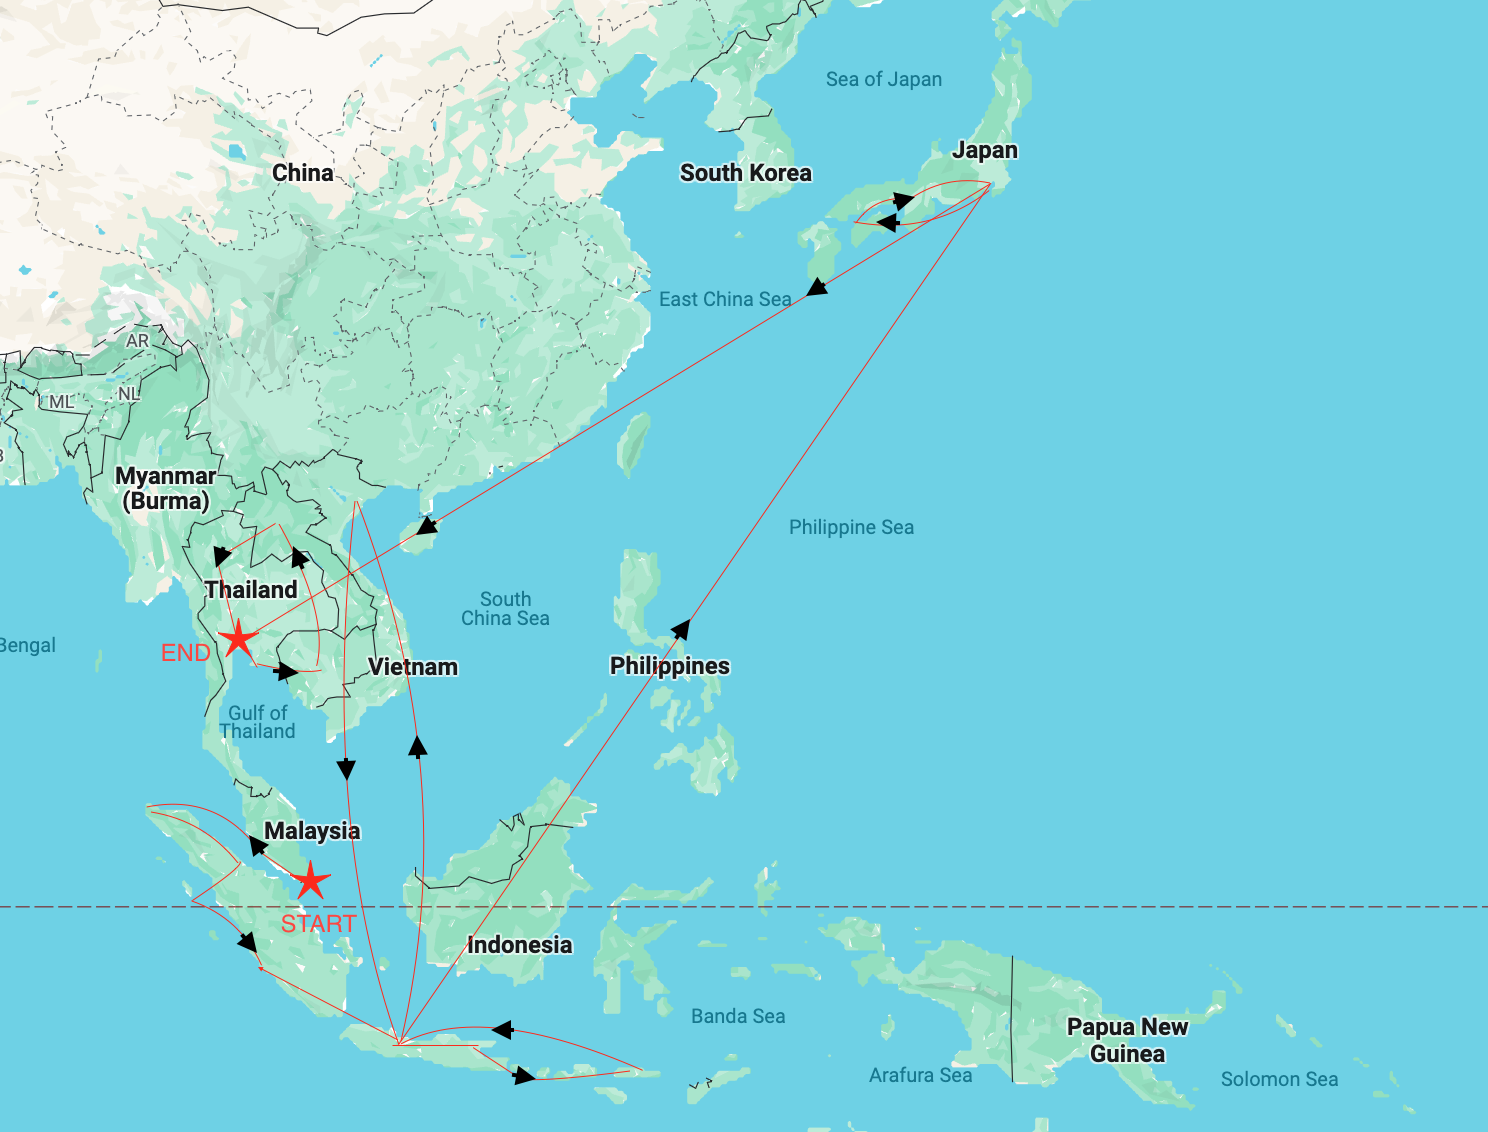 Sea of Japan
Japan
China
South Korea
East China Sea
AR
NL
ML
Myanmar
(Burma)
Philippine Sea
Thailand
South
China Sea
Bengal
END
Vietnam
Philippines
Gulf of
Thailand
Malaysia
START
Indonesia
Banda Sea
Papua New
Guinea
Arafura Sea
Solomon Sea